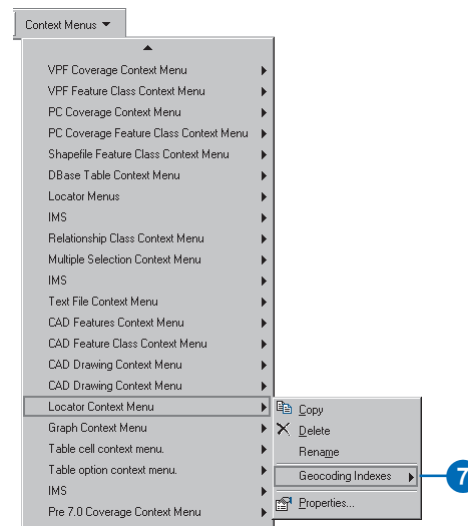 Context Menus
VPF Coverage Context Menu
VPF Feature Class Context Menu
PC Coverage Context Menu
PC Coverage Feature Class Context Menu
Shapefile Feature Class Context Menu
DBase Table Context Menu
Locator Menus
IMS
Relationship Class Context Menu
Multiple Selection Context Menu
IMS
Text File Context Menu
CAD Features Context Menu
CAD Feature Class Context Menu
CAD Drawing Context Menu
CAD Drawing Context Menu
Locator Context Menu
Graph Context Menu
Table cell context menu.
Table option context menu.
IMS
Pre 7.0 Coverage Context Menu
Copy
Delete
Rename
Geocoding Indexes
7
Properties...